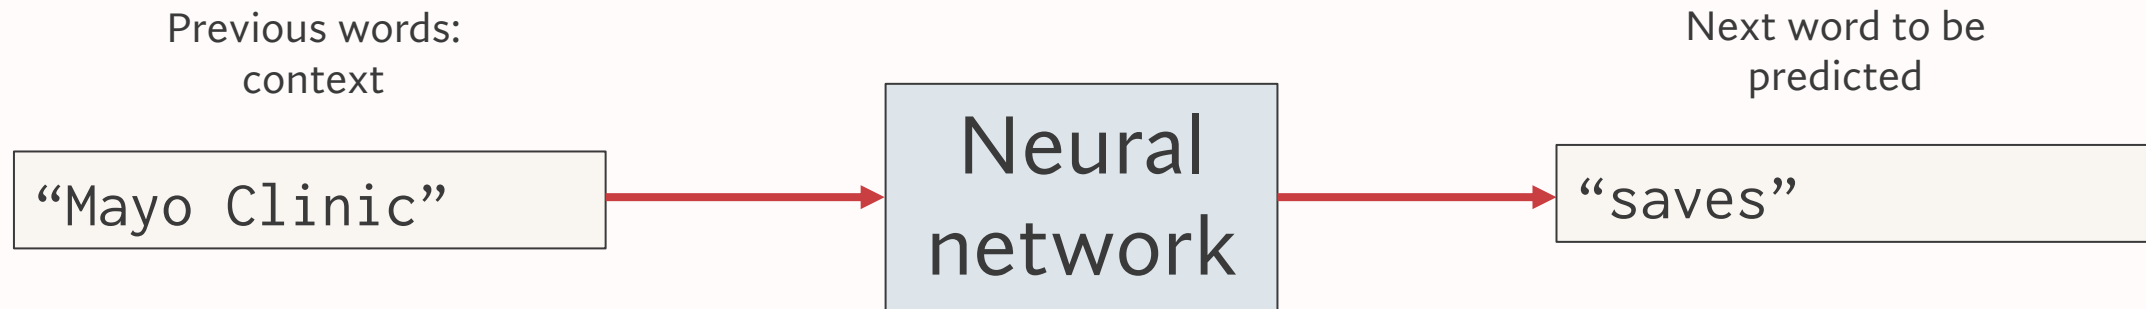 Previous words:
context
“Mayo Clinic”
Neural
network
Next word to be
predicted
“saves”